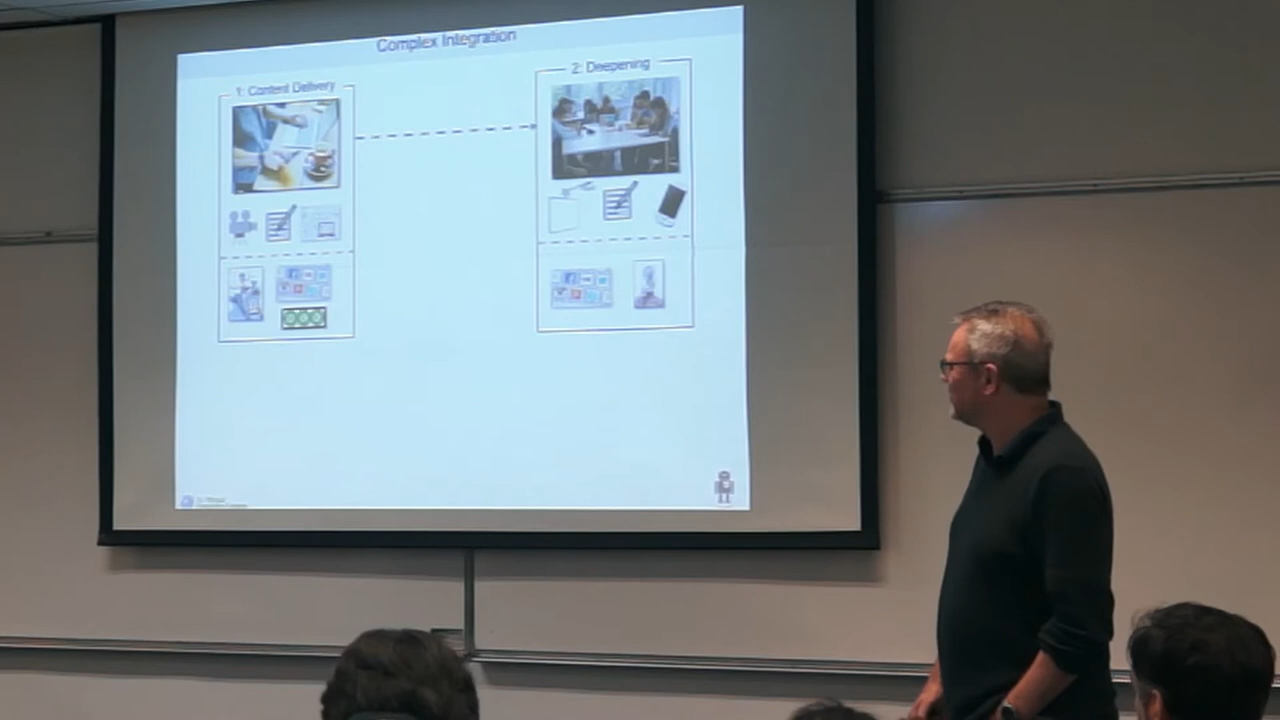 Complex Integration
1: Content Delivery
2: Deepening